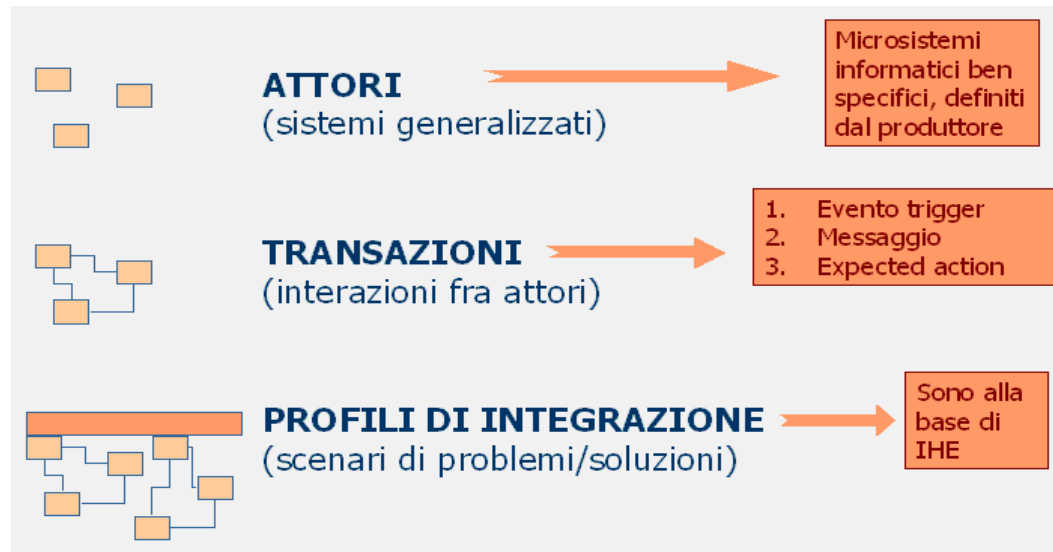 ATTORI
(sistemi generalizzati)
Microsistemi
informatici ben
specifici, definiti
dal produttore
TRANSAZIONI
(interazioni fra attori)
1. Evento trigger
2. Messaggio
3. Expected action
PROFILI DI INTEGRAZIONE
(scenari di problemi/soluzioni)
Sono alla
base di
IHE